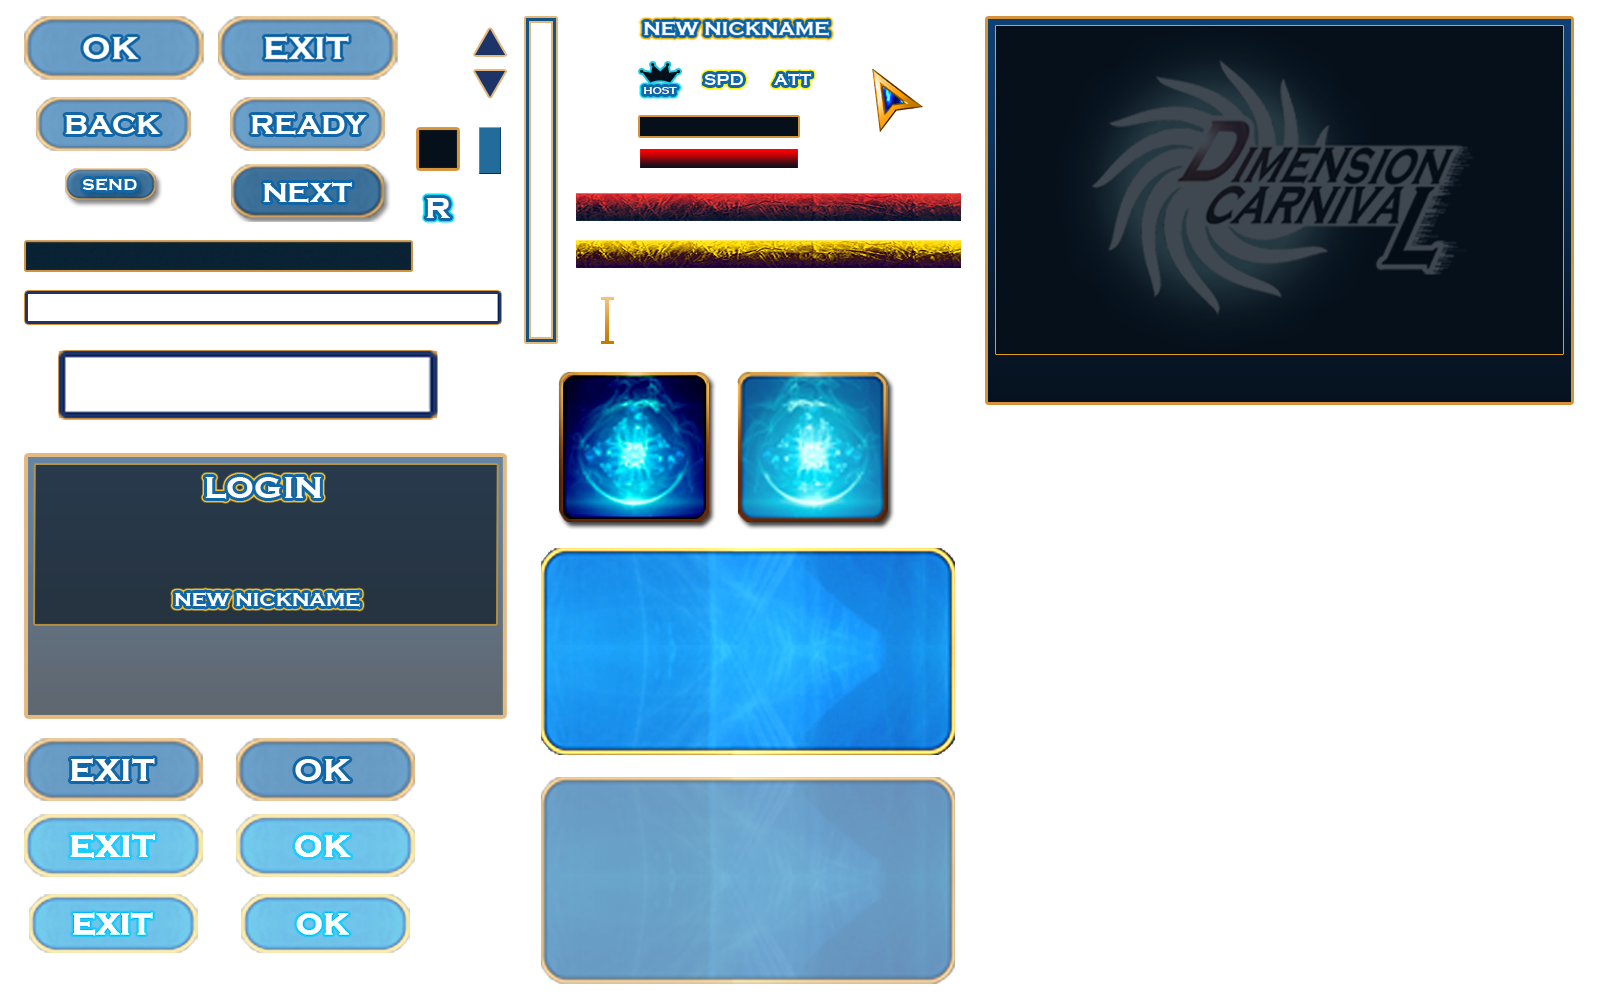 OK
EXIT
BACK
READY
SEND
NEXT
R
NEW NICKNAME
HOST
SPD
ATT
DIMENSION
CARNIVAL
LOGIN
NEW NICKNAME
EXIT
OK
EXIT
OK
EXIT
OK